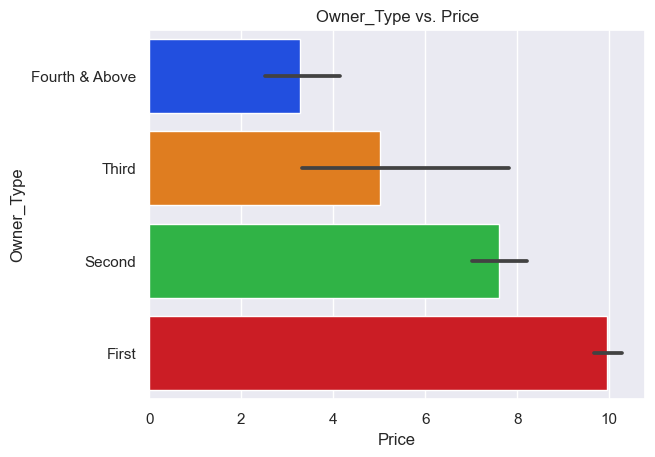 Owner_Type vs. Price
Fourth & Above
Third
Second
First
Owner_Type
0 2 4 6 8 10
Price